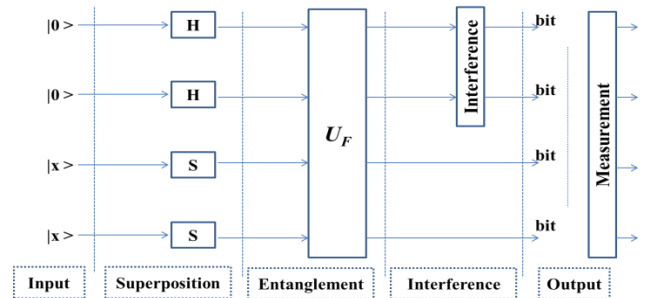 |0 > H bit
|0 > H bit
|x > S bit
|x > S bit
U_F
Interference
Measurement
Input Superposition Entanglement Interference Output